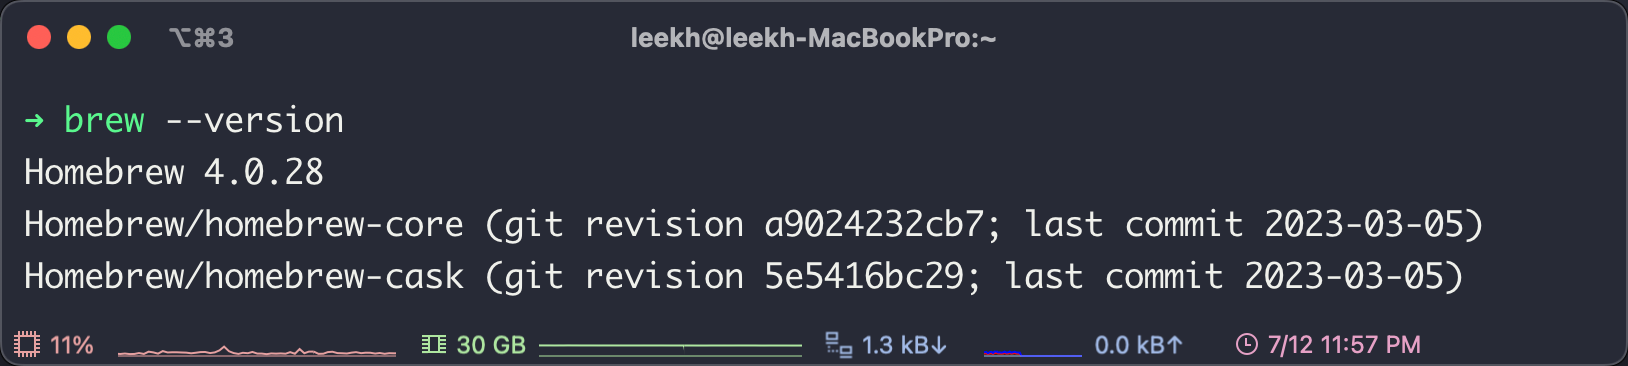 ⌥⌘3 leekh@leekh-MacBookPro:~
➜ brew --version
Homebrew 4.0.28
Homebrew/homebrew-core (git revision a9024232cb7; last commit 2023-03-05)
Homebrew/homebrew-cask (git revision 5e5416bc29; last commit 2023-03-05)
11% 30 GB 1.3 kB↓ 0.0 kB↑ 7/12 11:57 PM